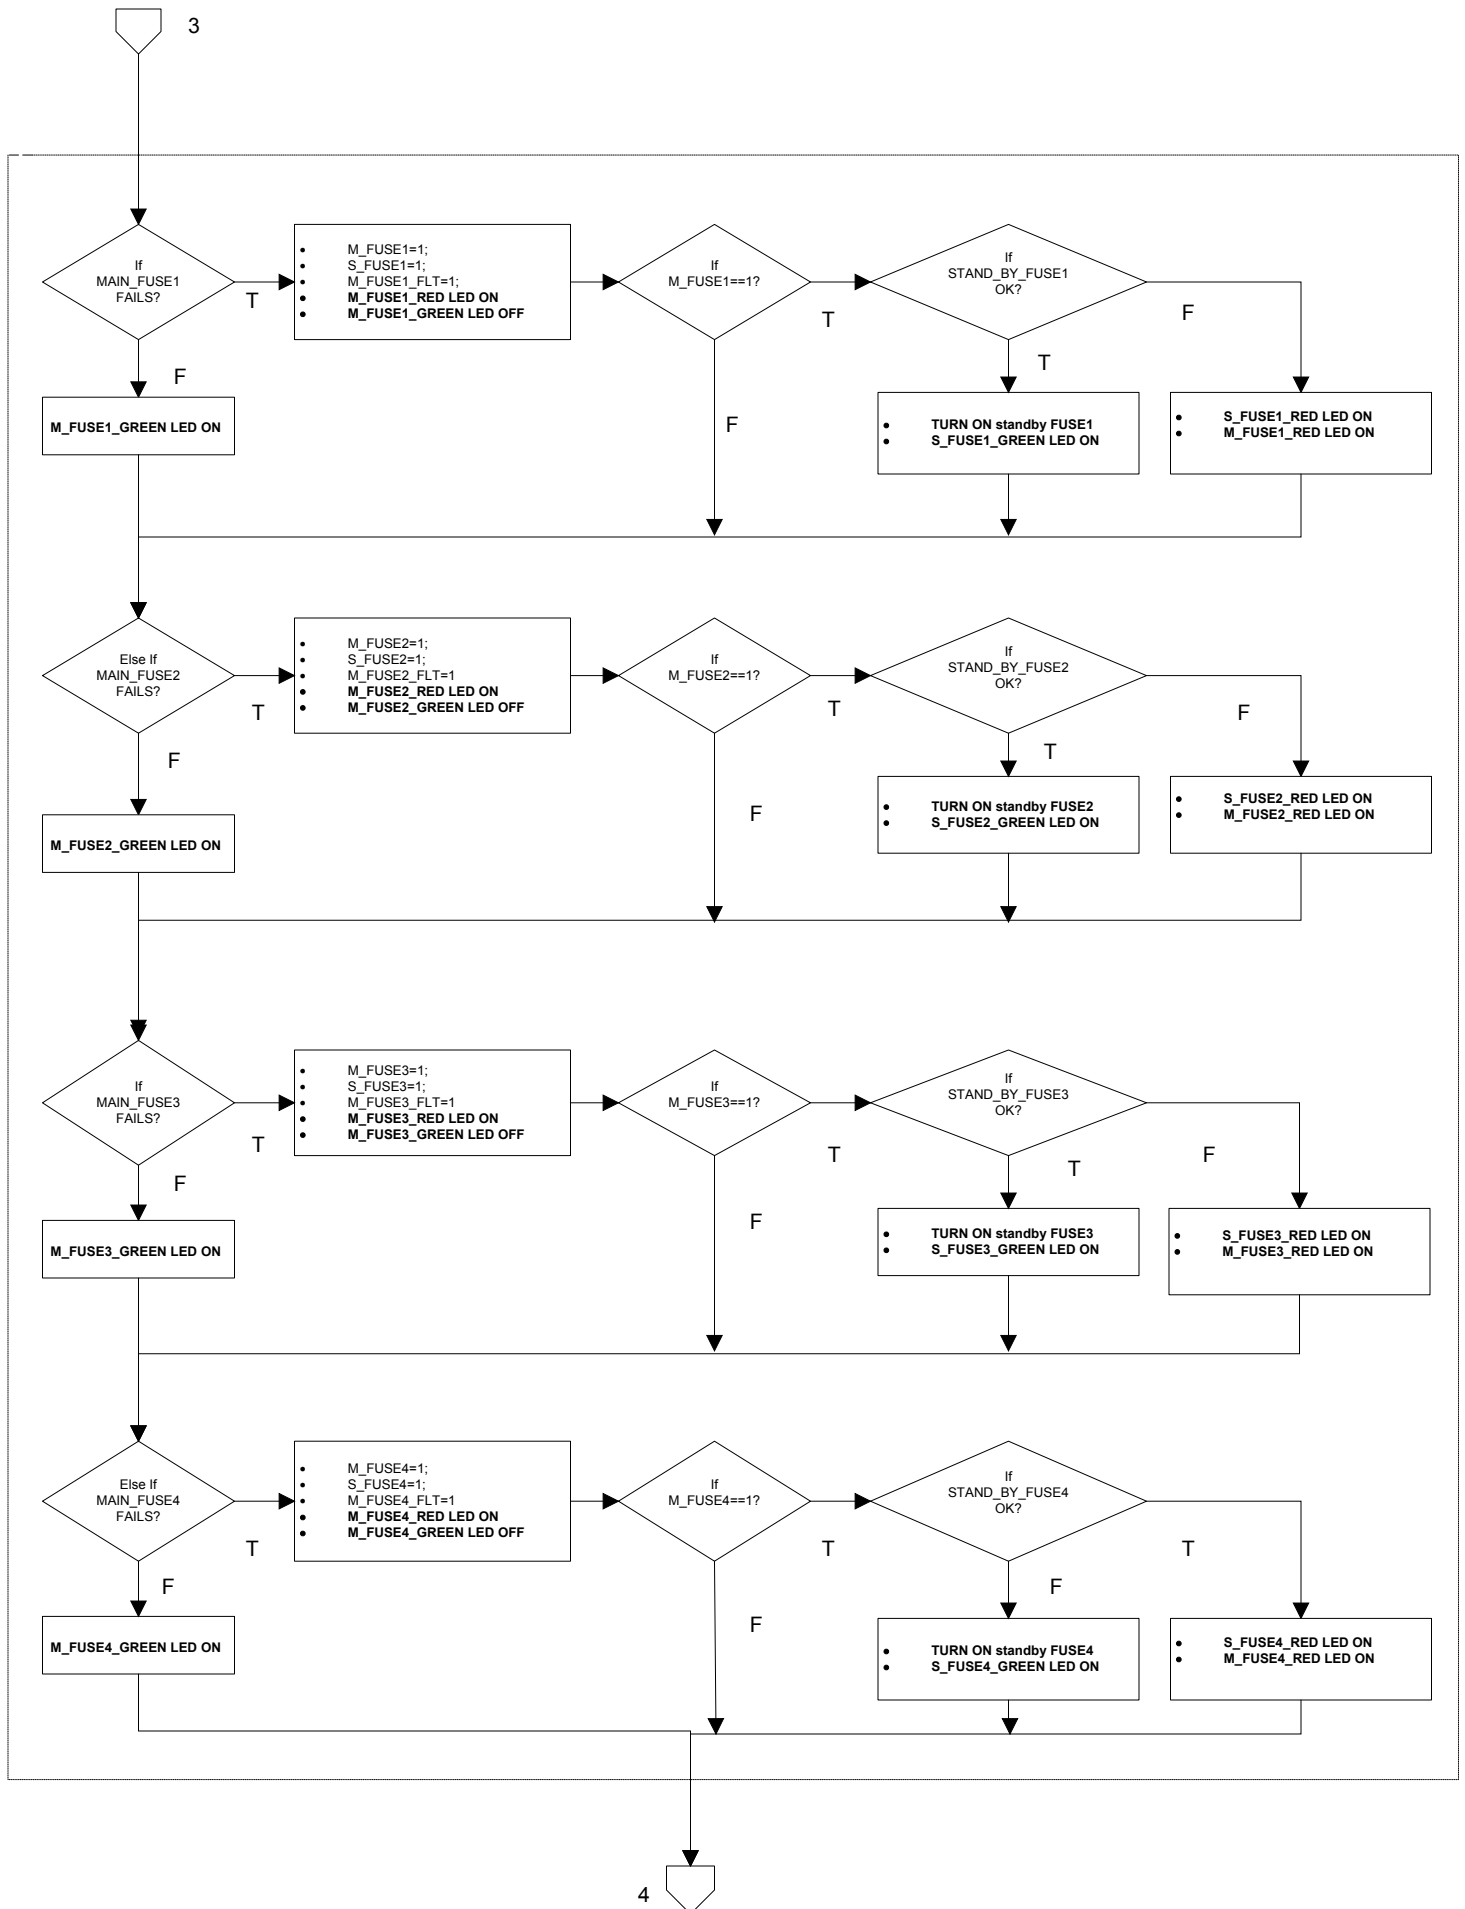 3
If
MAIN_FUSE1
FAILS?
T
• M_FUSE1=1;
• S_FUSE1=1;
• M_FUSE1_FLT=1;
• M_FUSE1_RED LED ON
• M_FUSE1_GREEN LED OFF
If
M_FUSE1==1?
T
If
STAND_BY_FUSE1
OK?
F
T
F
M_FUSE1_GREEN LED ON
F
• TURN ON standby FUSE1
• S_FUSE1_GREEN LED ON
• S_FUSE1_RED LED ON
• M_FUSE1_RED LED ON
Else If
MAIN_FUSE2
FAILS?
T
• M_FUSE2=1;
• S_FUSE2=1;
• M_FUSE2_FLT=1
• M_FUSE2_RED LED ON
• M_FUSE2_GREEN LED OFF
If
M_FUSE2==1?
T
If
STAND_BY_FUSE2
OK?
F
T
F
M_FUSE2_GREEN LED ON
F
• TURN ON standby FUSE2
• S_FUSE2_GREEN LED ON
• S_FUSE2_RED LED ON
• M_FUSE2_RED LED ON
If
MAIN_FUSE3
FAILS?
T
• M_FUSE3=1;
• S_FUSE3=1;
• M_FUSE3_FLT=1
• M_FUSE3_RED LED ON
• M_FUSE3_GREEN LED OFF
If
M_FUSE3==1?
T
If
STAND_BY_FUSE3
OK?
F
T
F
M_FUSE3_GREEN LED ON
F
• TURN ON standby FUSE3
• S_FUSE3_GREEN LED ON
• S_FUSE3_RED LED ON
• M_FUSE3_RED LED ON
Else If
MAIN_FUSE4
FAILS?
T
• M_FUSE4=1;
• S_FUSE4=1;
• M_FUSE4_FLT=1
• M_FUSE4_RED LED ON
• M_FUSE4_GREEN LED OFF
If
M_FUSE4==1?
T
If
STAND_BY_FUSE4
OK?
T
F
F
M_FUSE4_GREEN LED ON
F
• TURN ON standby FUSE4
• S_FUSE4_GREEN LED ON
• S_FUSE4_RED LED ON
• M_FUSE4_RED LED ON
4